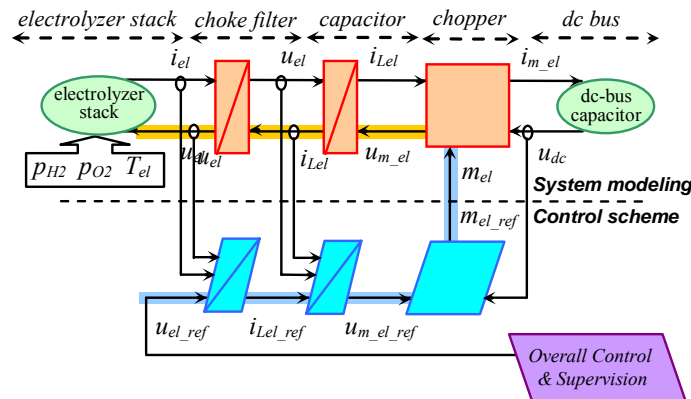 electrolyzer stack choke filter capacitor chopper dc bus
i_el u_el i_Lel i_m_el
electrolyzer
stack
dc-bus
capacitor
u_el u_el i_Lel u_m_el u_dc
p_H2 p_O2 T_el
m_el
System modeling
m_el_ref
Control scheme
u_el_ref i_Lel_ref u_m_el_ref
Overall Control
& Supervision